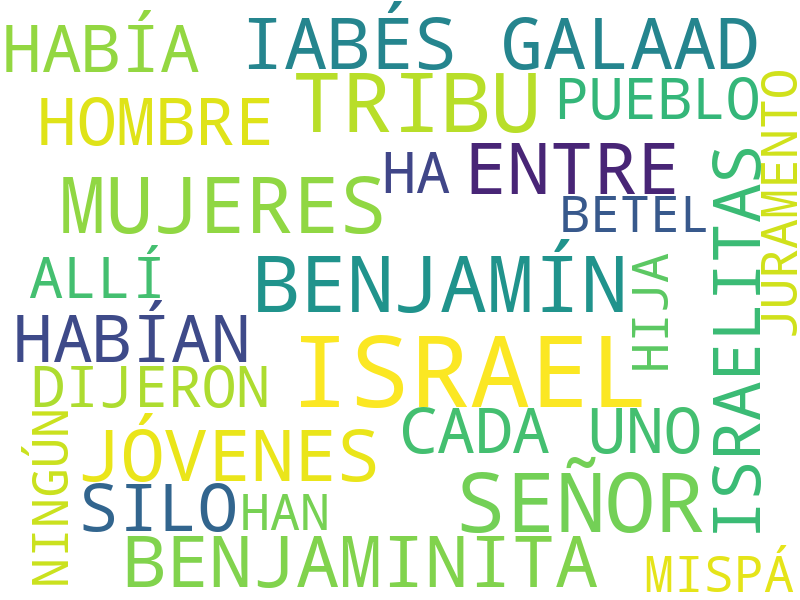 HABÍA
IABÉS GALAAD
HOMBRE
TRIBU
PUEBLO
JURAMENTO
MUJERES
HA
ENTRE
BETEL
ISRAELITAS
ALLÍ
BENJAMÍN
HIJA
HABÍAN
ISRAEL
DIJERON
CADA UNO
NINGÚN
JÓVENES
SILO
HAN
SEÑOR
BENJAMINITA
MISPÁ